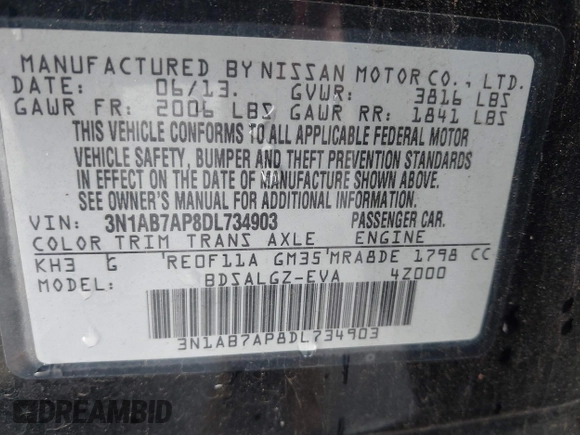 MANUFACTURED BY NISSAN MOTOR CO., LTD.
DATE: 06/13. GVWR: 3816 LBS
GAWR FR: 2006 LBS GAWR RR: 1841 LBS
THIS VEHICLE CONFORMS TO ALL APPLICABLE FEDERAL MOTOR
VEHICLE SAFETY, BUMPER AND THEFT PREVENTION STANDARDS
IN EFFECT ON THE DATE OF MANUFACTURE SHOWN ABOVE.
SEE OWNER'S MANUAL FOR ADDITIONAL INFORMATION.
VIN: 3N1AB7AP8DL734903 PASSENGER CAR.
COLOR TRIM TRANS AXLE ENGINE
KH3 G RE0F11A GM35 MRA8DE 1798 CC
MODEL: BDSALGZ-EVA 4Z000
3N1AB7AP8DL734903
DREAMBID